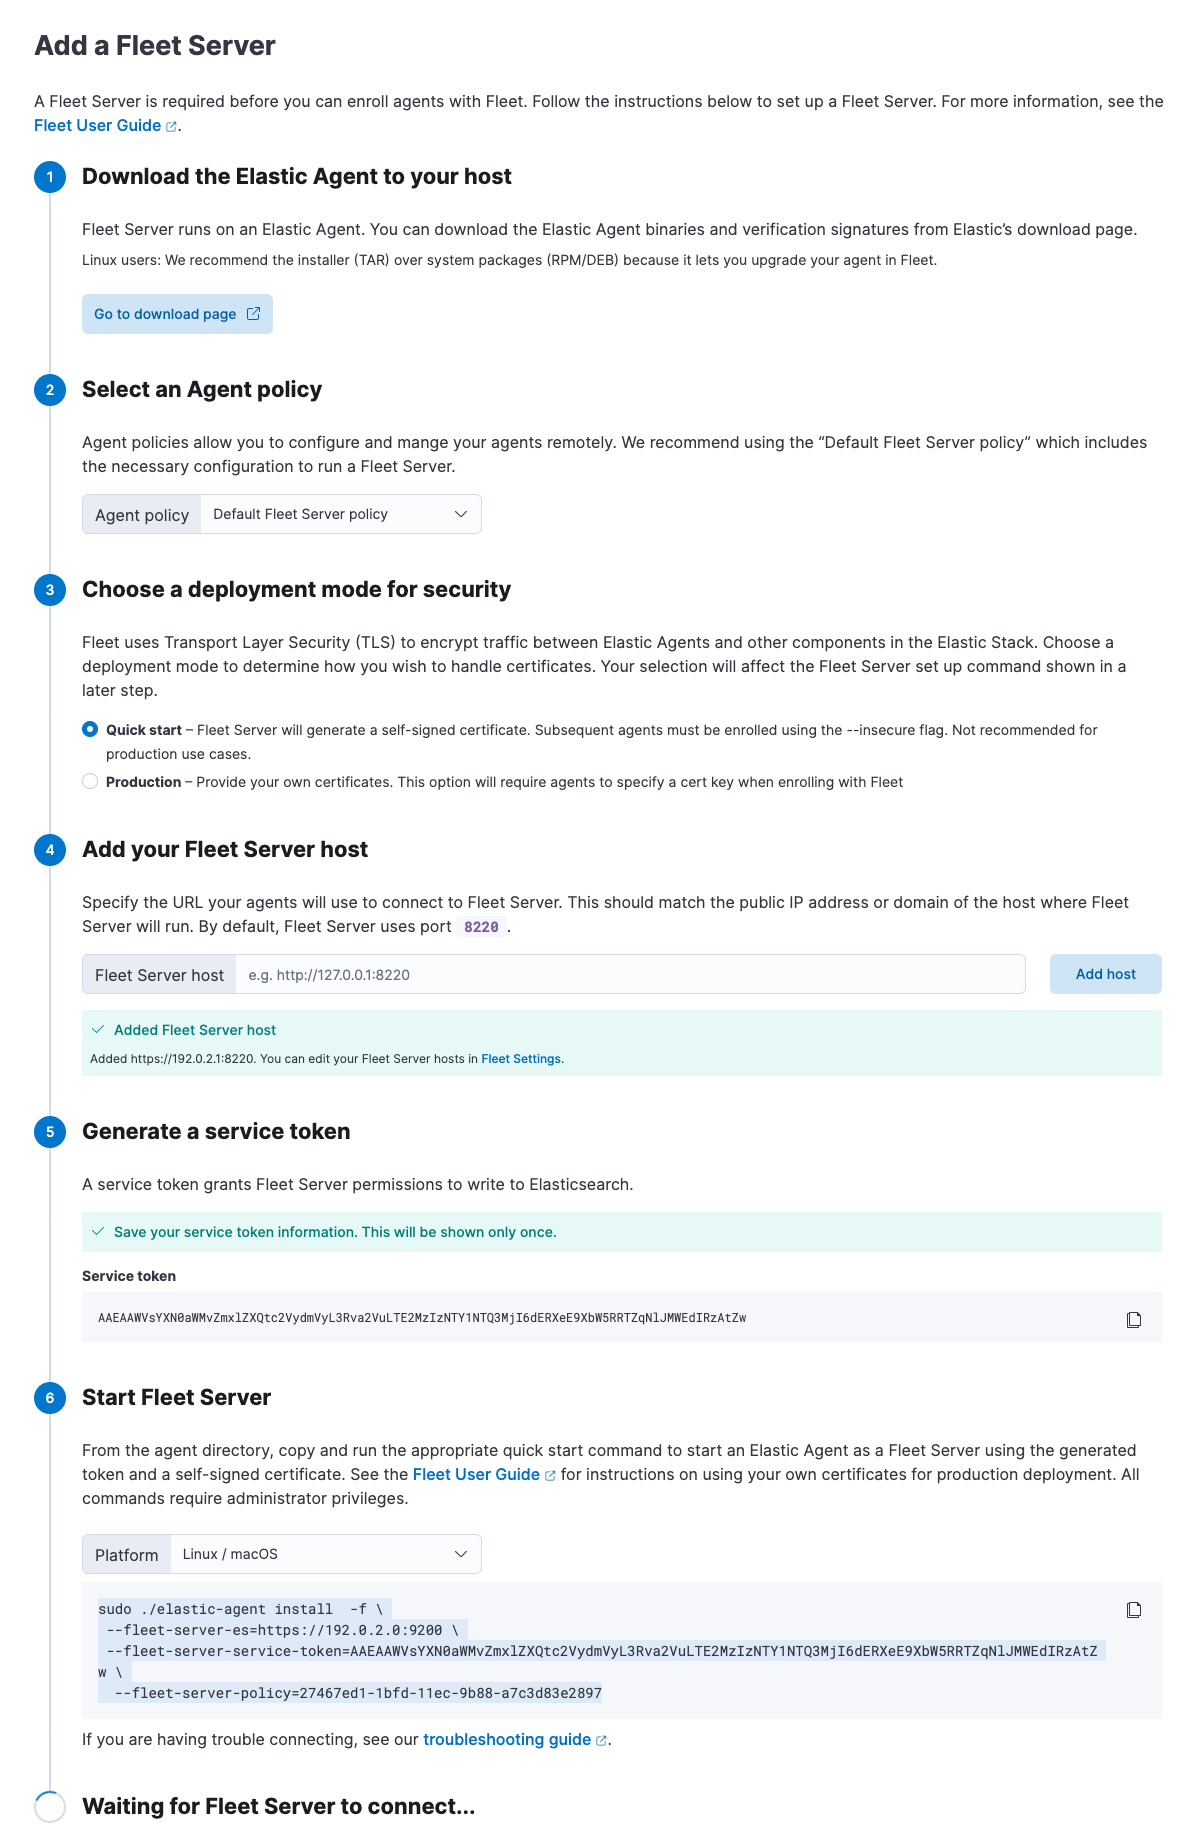 Add a Fleet Server
A Fleet Server is required before you can enroll agents with Fleet. Follow the instructions below to set up a Fleet Server. For more information, see the
Fleet User Guide.
1 Download the Elastic Agent to your host
Fleet Server runs on an Elastic Agent. You can download the Elastic Agent binaries and verification signatures from Elastic's download page.
Linux users: We recommend the installer (TAR) over system packages (RPM/DEB) because it lets you upgrade your agent in Fleet.
Go to download page
2 Select an Agent policy
Agent policies allow you to configure and mange your agents remotely. We recommend using the “Default Fleet Server policy” which includes
the necessary configuration to run a Fleet Server.
Agent policy Default Fleet Server policy
3 Choose a deployment mode for security
Fleet uses Transport Layer Security (TLS) to encrypt traffic between Elastic Agents and other components in the Elastic Stack. Choose a
deployment mode to determine how you wish to handle certificates. Your selection will affect the Fleet Server set up command shown in a
later step.
Quick start – Fleet Server will generate a self-signed certificate. Subsequent agents must be enrolled using the --insecure flag. Not recommended for
production use cases.
Production – Provide your own certificates. This option will require agents to specify a cert key when enrolling with Fleet
4 Add your Fleet Server host
Specify the URL your agents will use to connect to Fleet Server. This should match the public IP address or domain of the host where Fleet
Server will run. By default, Fleet Server uses port 8220 .
Fleet Server host e.g. http://127.0.0.1:8220 Add host
Added Fleet Server host
Added https://192.0.2.1:8220. You can edit your Fleet Server hosts in Fleet Settings.
5 Generate a service token
A service token grants Fleet Server permissions to write to Elasticsearch.
Save your service token information. This will be shown only once.
Service token
AAEAAWVsYXN0aWMvZmxlZXQtc2VydmVyL3Rva2VuLTE2MzIzNTY1NTQ3MjI6dERXeE9XbW5RRTZqNlJMWEdIRzAtZw
6 Start Fleet Server
From the agent directory, copy and run the appropriate quick start command to start an Elastic Agent as a Fleet Server using the generated
token and a self-signed certificate. See the Fleet User Guide for instructions on using your own certificates for production deployment. All
commands require administrator privileges.
Platform Linux / macOS
sudo ./elastic-agent install  -f \
--fleet-server-es=https://192.0.2.0:9200 \
--fleet-server-service-token=AAEAAWVsYXN0aWMvZmxlZXQtc2VydmVyL3Rva2VuLTE2MzIzNTY1NTQ3MjI6dERXeE9XbW5RRTZqNlJMWEdIRzAtZ
w \
--fleet-server-policy=27467ed1-1bfd-11ec-9b88-a7c3d83e2897
If you are having trouble connecting, see our troubleshooting guide.
Waiting for Fleet Server to connect...